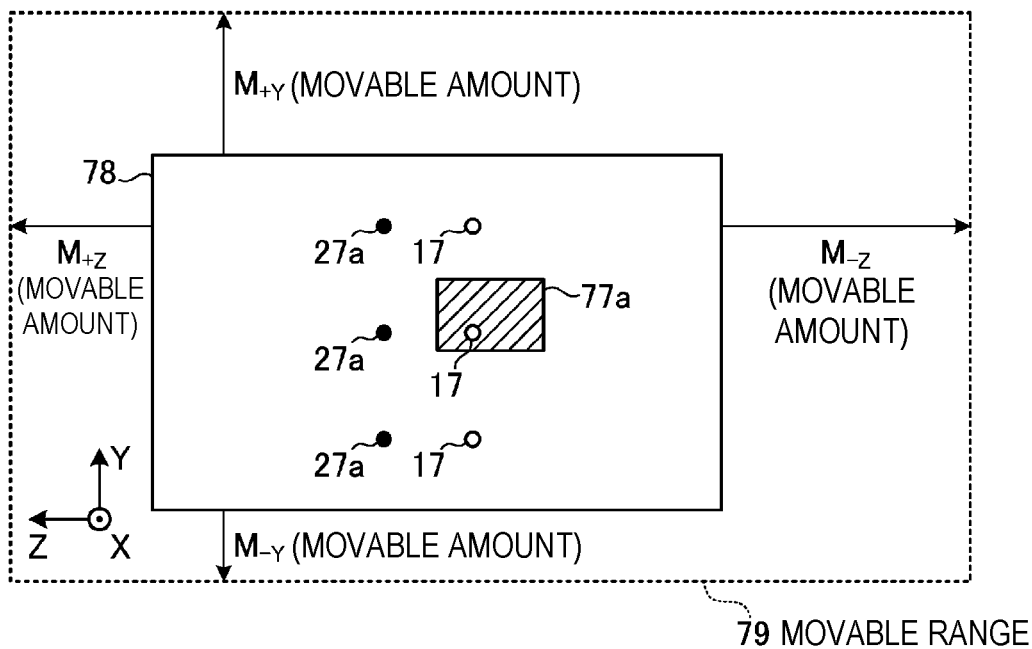 M+Y (MOVABLE AMOUNT)
78
27a
17
M+Z
(MOVABLE
AMOUNT)
M−Z
(MOVABLE
AMOUNT)
77a
27a
17
27a
17
Y
Z
X
M−Y (MOVABLE AMOUNT)
79 MOVABLE RANGE